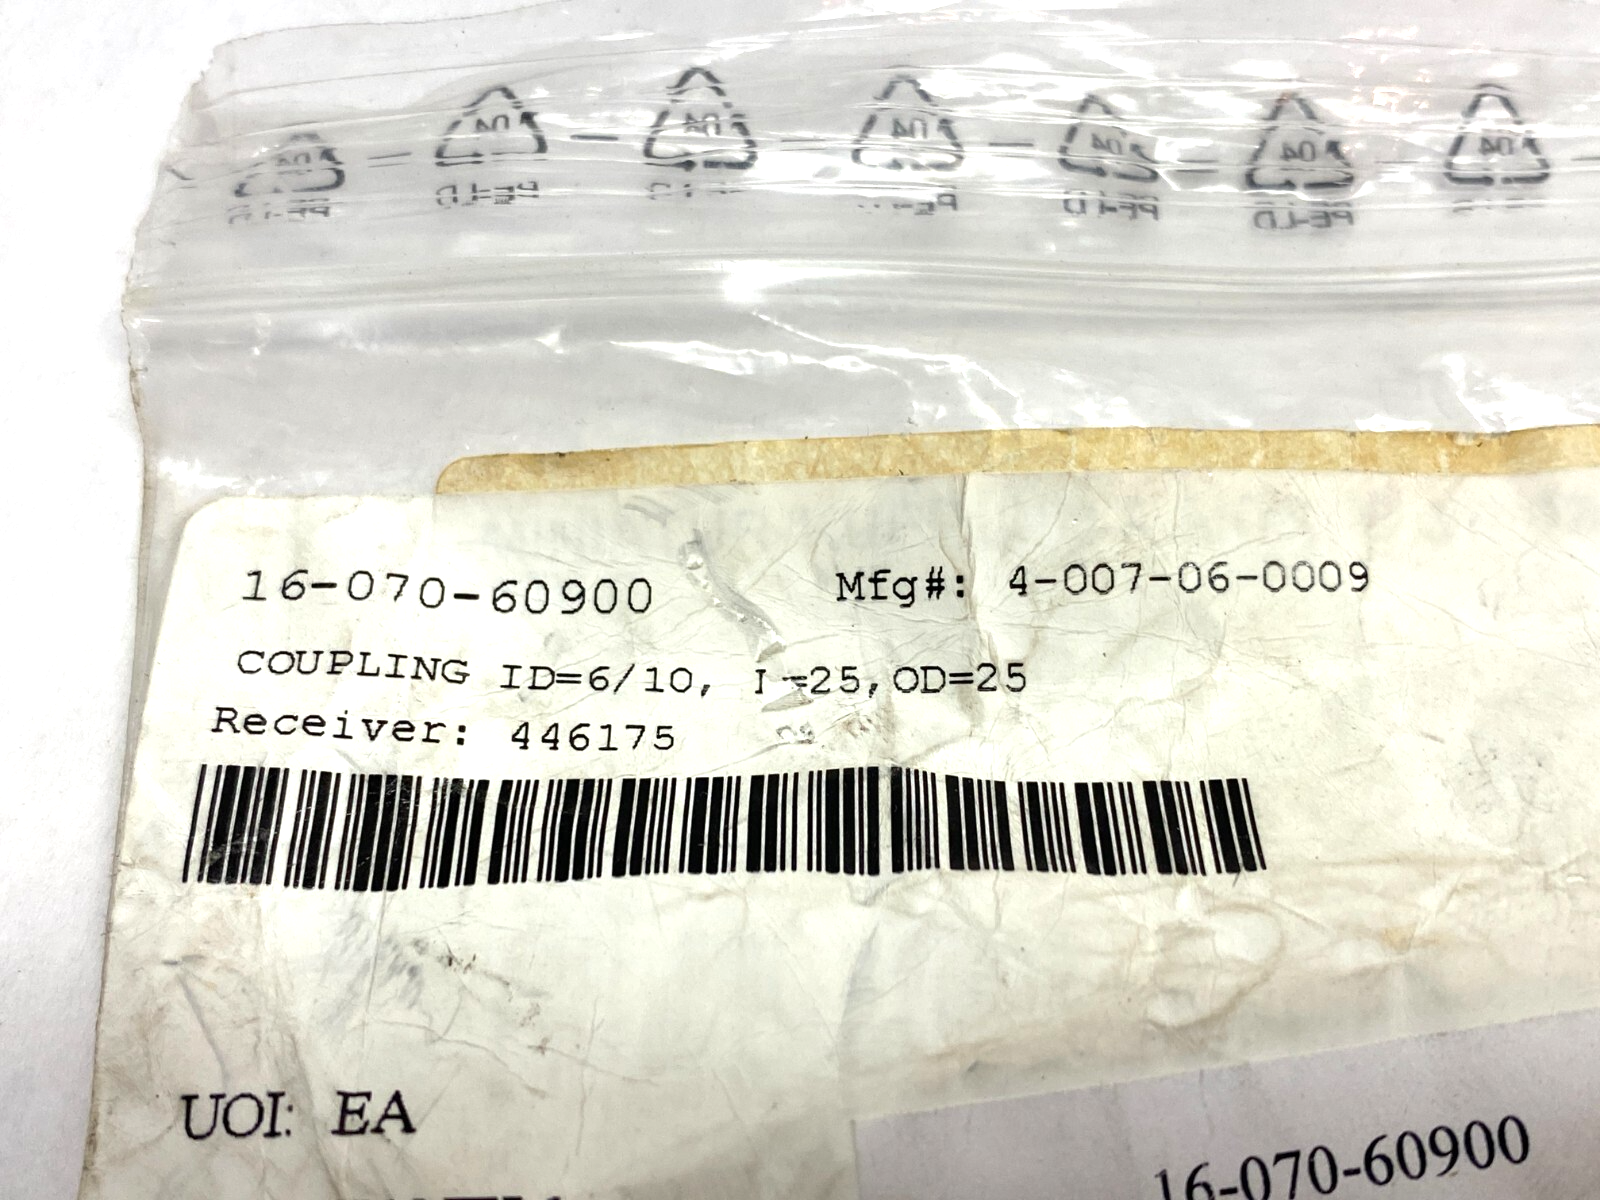 04 04 04 04 04 04 04
PE-LD PE-LD PE-LD
16-070-60900 Mfg#: 4-007-06-0009
COUPLING ID=6/10, =25,OD=25
Receiver: 446175
UOI: EA
16-070-60900